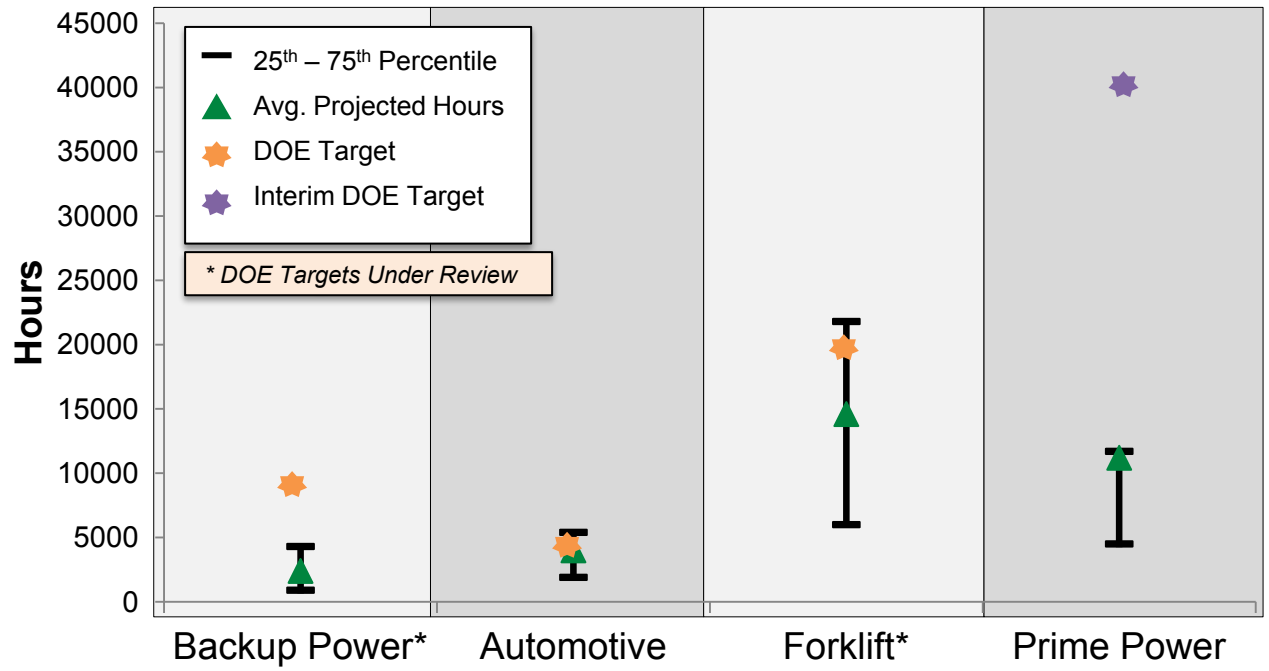 45000
40000
35000
30000
25000
20000
15000
10000
5000
0
Hours
25th – 75th Percentile
Avg. Projected Hours
DOE Target
Interim DOE Target
* DOE Targets Under Review
Backup Power* Automotive Forklift* Prime Power